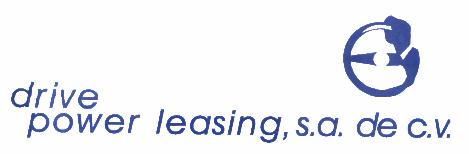 drive
power leasing, s.a. de c.v.